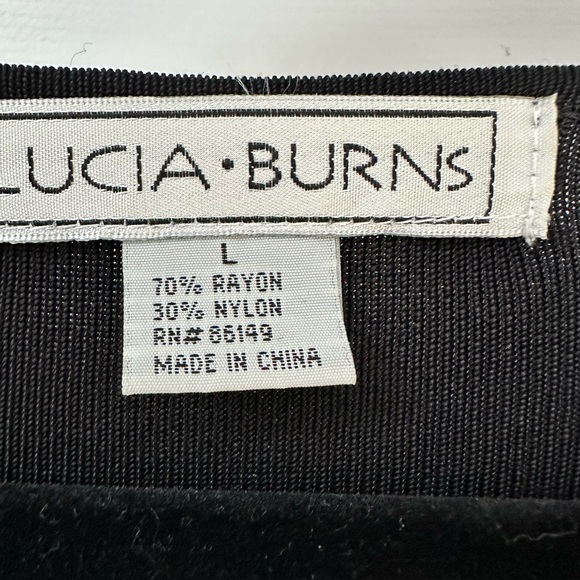 LUCIA · BURNS
L
70% RAYON
30% NYLON
RN# 86149
MADE IN CHINA